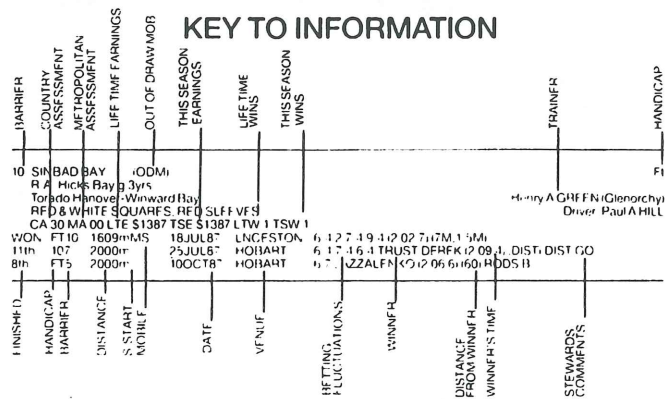 KEY TO INFORMATION
BARRIER
COUNTRY ASSESSMENT
METROPOLITAN ASSESSMENT
LIFE TIME EARNINGS
OUT OF DRAW MOB
THIS SEASON EARNINGS
LIFE TIME WINS
THIS SEASON WINS
TRAINER
HANDICAP
10 SINBAD BAY (ODM) Ft
R A Hicks Bay g 3yrs
Torado Hanover-Winward Bay Henry A GREEN (Glenorchy)
RED & WHITE SQUARES, RED SLEEVES Driver Paul A HILL
CA 30 MA 00 LTE $1387 TSE $1387 LTW 1 TSW 1
WON FT10 1609m MS 18JUL87 LNCESTON
11th 107 2000m 25JUL87 HOBART TRUST DEREK DIST GO
8th FT5 2000m 10OCT87 HOBART RODS B
FINISHED
HANDICAP
BARRIER
DISTANCE
S. START
MOBILE
DATE
VENUE
BETTING FLUCTUATIONS
WINNER
DISTANCE FROM WINNER
WINNER'S TIME
STEWARDS COMMENTS